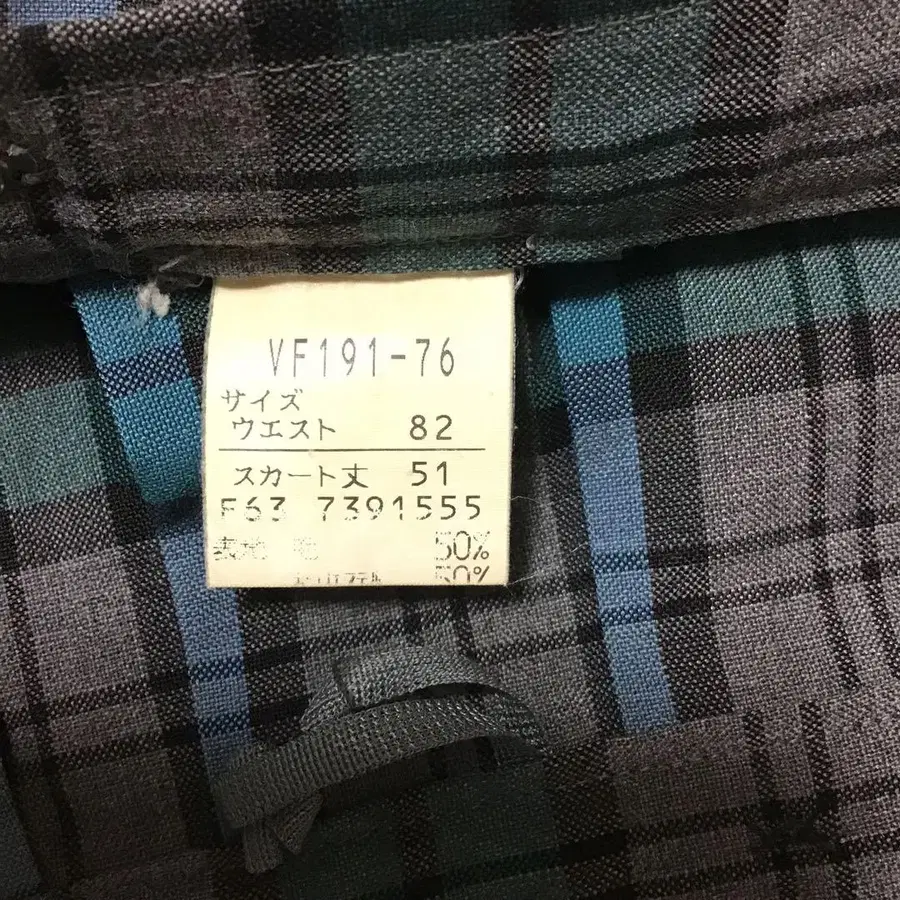 VF191-76
サイズ
ウエスト 82
スカート丈 51
F63 7391555
表地 毛 50%
50%